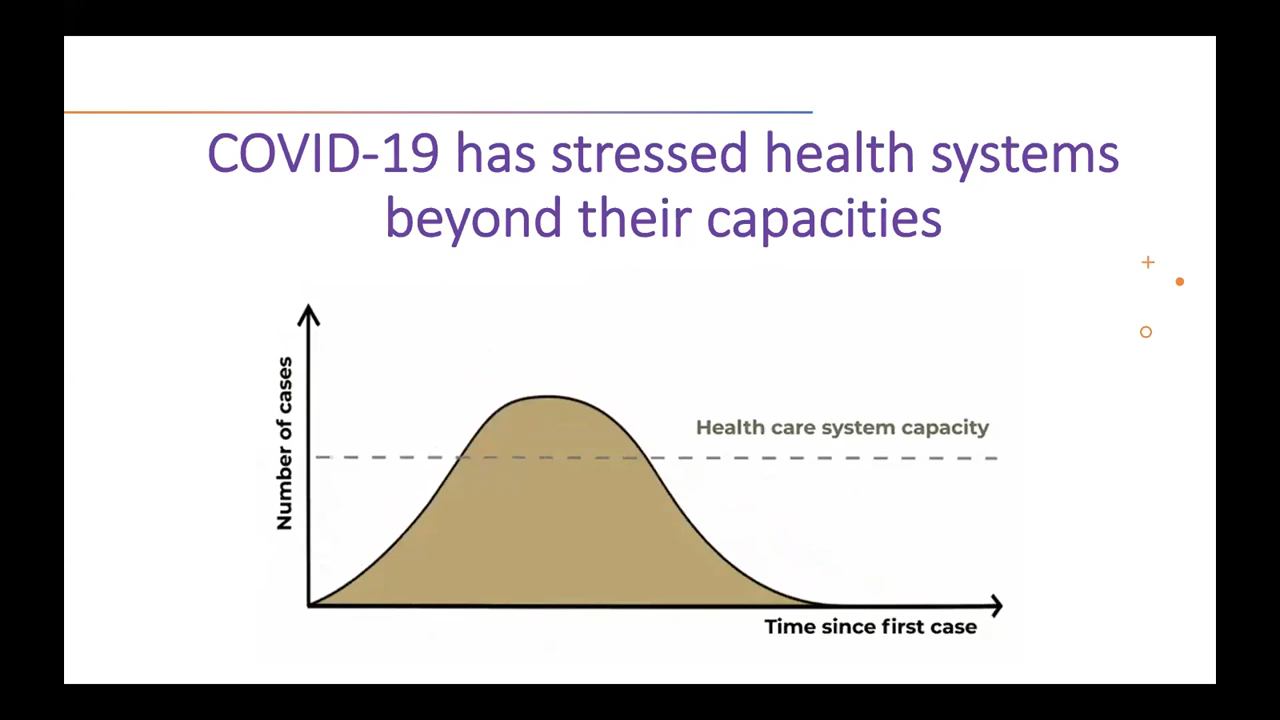 COVID-19 has stressed health systems
beyond their capacities
Number of cases
Health care system capacity
Time since first case